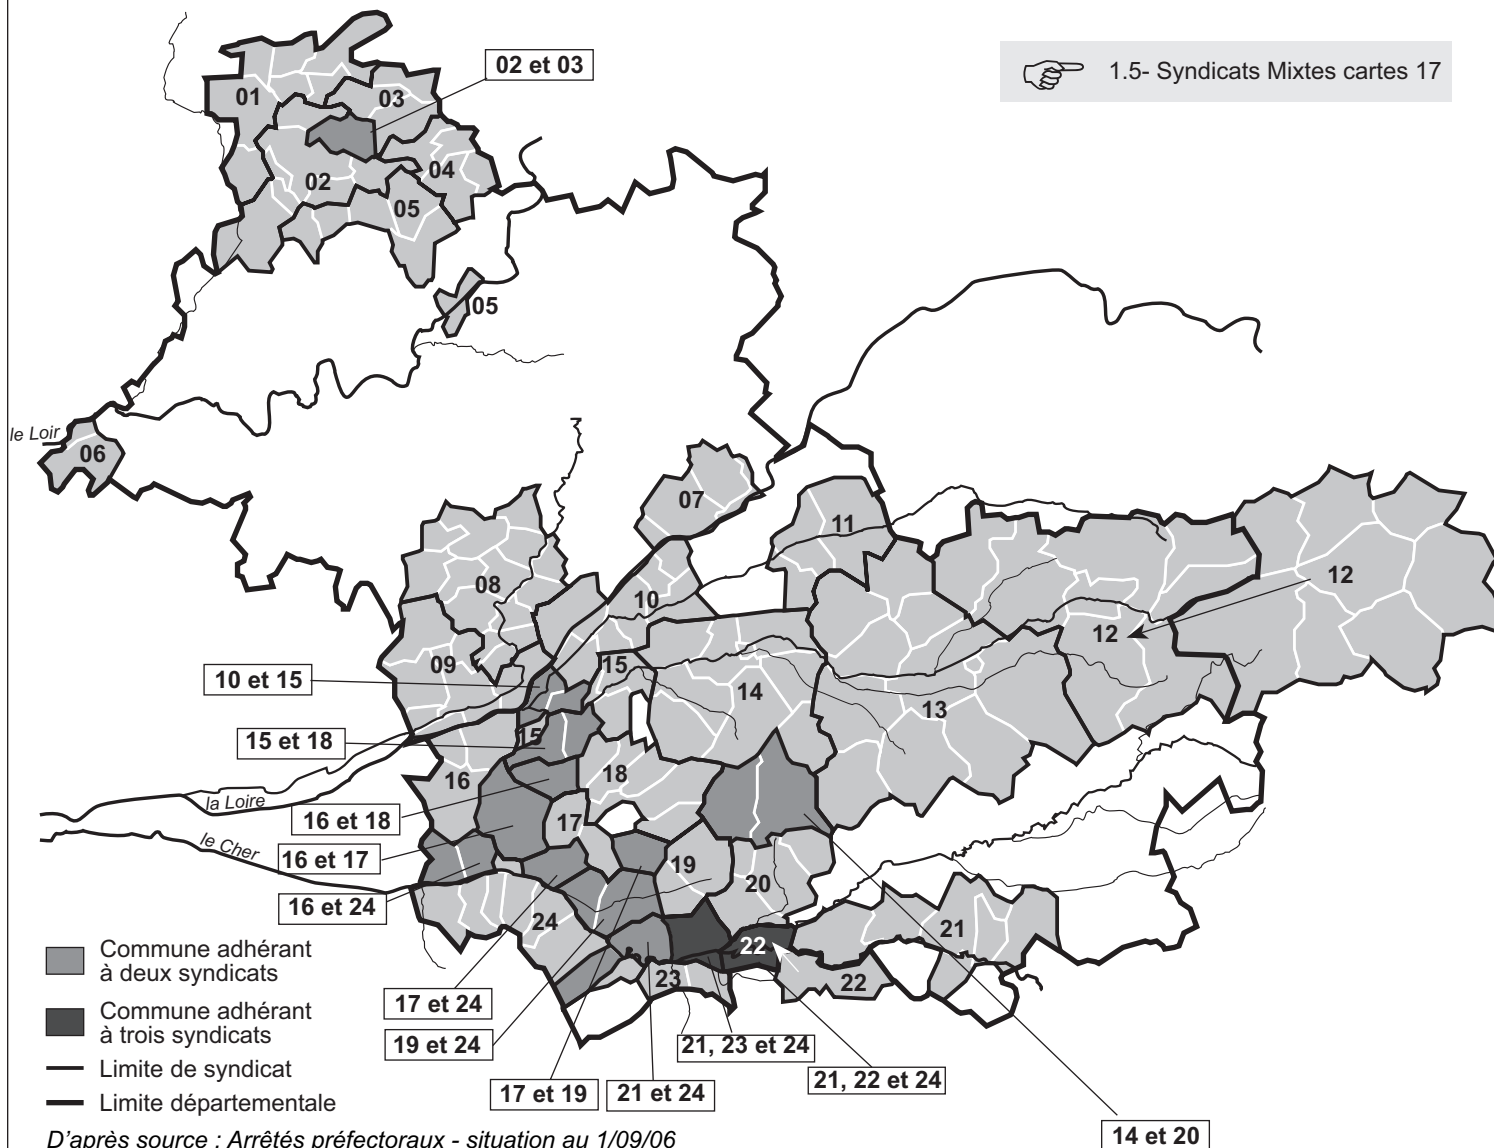 02 et 03
1.5- Syndicats Mixtes cartes 17
01
03
02
04
05
05
le Loir
06
07
11
08
10
12
12
09
15
10 et 15
14
13
15
15 et 18
16
18
la Loire
16 et 18
17
le Cher
16 et 17
19
20
16 et 24
24
21
22
23
22
Commune adhérant
à deux syndicats
Commune adhérant
à trois syndicats
Limite de syndicat
Limite départementale
17 et 24
19 et 24
21, 23 et 24
17 et 19
21 et 24
21, 22 et 24
14 et 20
D'après source : Arrêtés préfectoraux - situation au 1/09/06